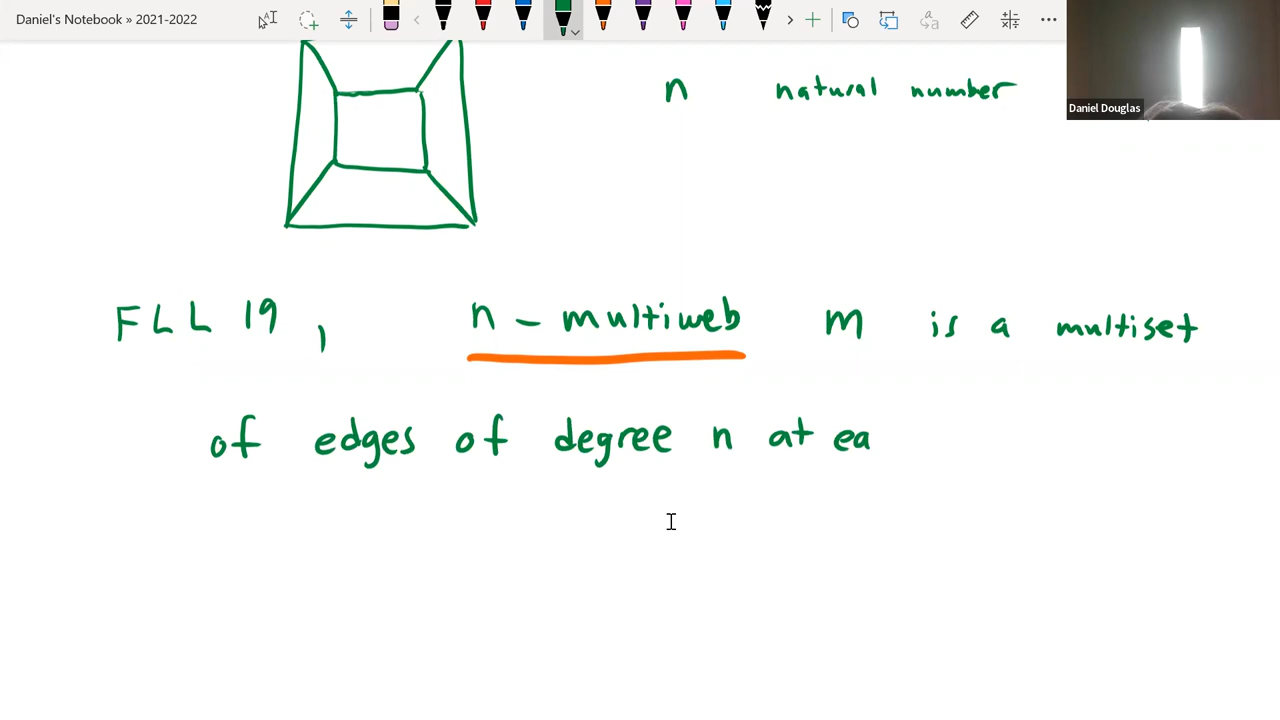 Daniel's Notebook » 2021-2022
Daniel Douglas
n natural number
FLL 19, n - multiweb m is a multiset
of edges of degree n at ea